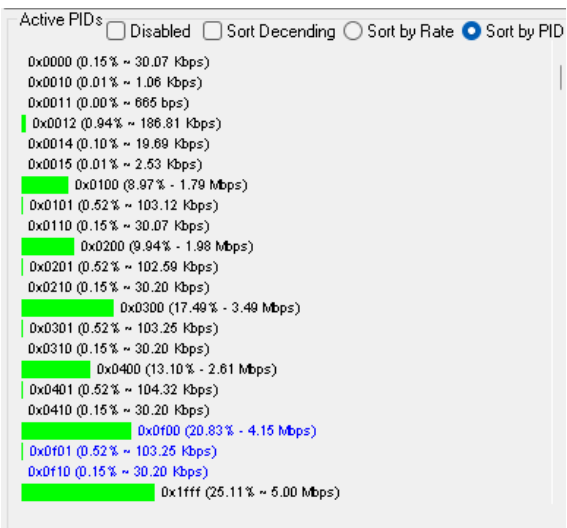 Active PIDs
Disabled Sort Decending Sort by Rate Sort by PID
0x0000 (0.15% ~ 30.07 Kbps)
0x0010 (0.01% ~ 1.06 Kbps)
0x0011 (0.00% ~ 665 bps)
0x0012 (0.94% ~ 186.81 Kbps)
0x0014 (0.10% ~ 19.69 Kbps)
0x0015 (0.01% ~ 2.53 Kbps)
0x0100 (8.97% - 1.79 Mbps)
0x0101 (0.52% ~ 103.12 Kbps)
0x0110 (0.15% ~ 30.07 Kbps)
0x0200 (9.94% - 1.98 Mbps)
0x0201 (0.52% ~ 102.59 Kbps)
0x0210 (0.15% ~ 30.20 Kbps)
0x0300 (17.49% - 3.49 Mbps)
0x0301 (0.52% ~ 103.25 Kbps)
0x0310 (0.15% ~ 30.20 Kbps)
0x0400 (13.10% - 2.61 Mbps)
0x0401 (0.52% ~ 104.32 Kbps)
0x0410 (0.15% ~ 30.20 Kbps)
0x0f00 (20.83% - 4.15 Mbps)
0x0f01 (0.52% ~ 103.25 Kbps)
0x0f10 (0.15% ~ 30.20 Kbps)
0x1fff (25.11% ~ 5.00 Mbps)